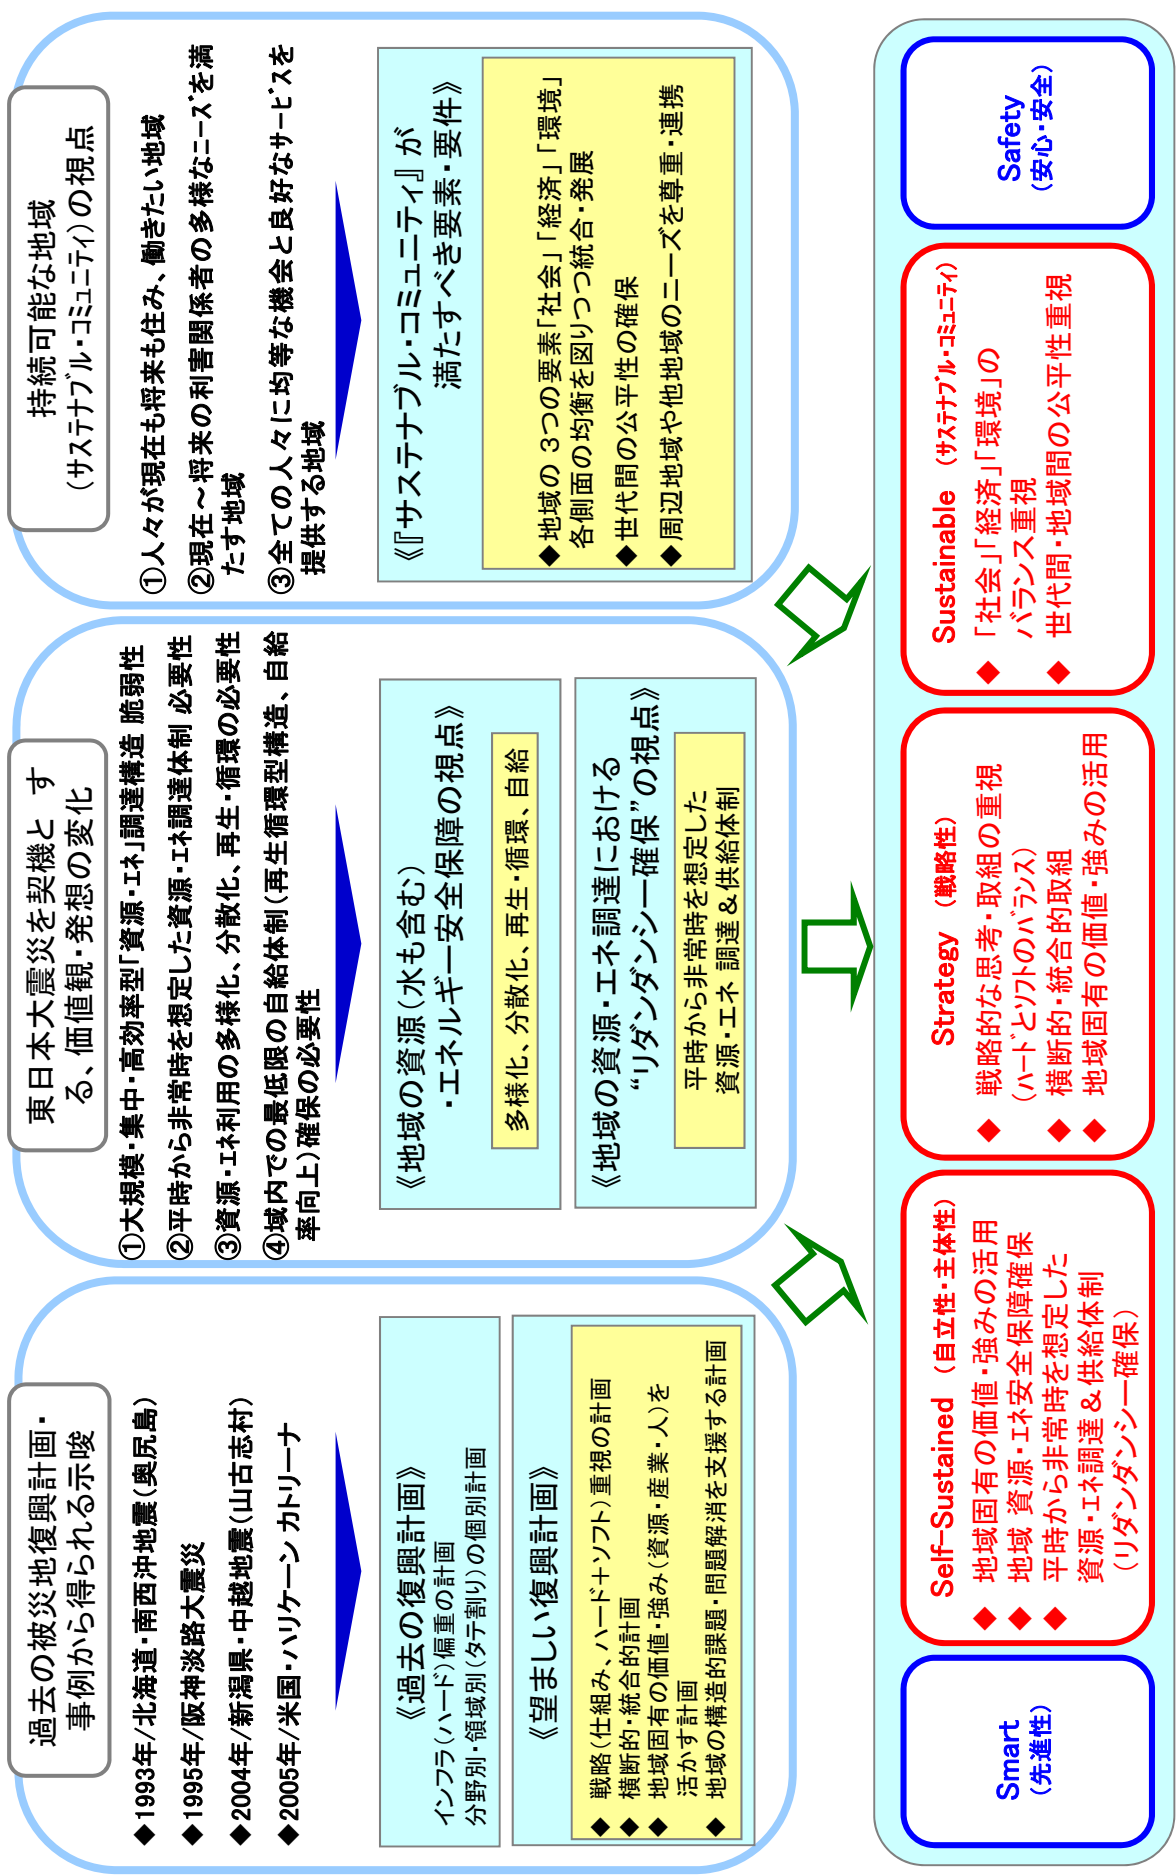 過去の被災地復興計画・
事例から得られる示唆
◆1993年/北海道・南西沖地震(奥尻島)
◆1995年/阪神淡路大震災
◆2004年/新潟県・中越地震(山古志村)
◆2005年/米国・ハリケーン カトリーナ
《過去の復興計画》
インフラ(ハード)偏重の計画
分野別・領域別(タテ割り)の個別計画
《望ましい復興計画》
◆ 戦略(仕組み、ハード+ソフト)重視の計画
◆ 横断的・統合的計画
◆ 地域固有の価値・強み(資源・産業・人)を
活かす計画
◆ 地域の構造的課題・問題解消を支援する計画
東日本大震災を契機と す
る、価値観・発想の変化
①大規模・集中・高効率型「資源・エネ」調達構造 脆弱性
②平時から非常時を想定した資源・エネ調達体制 必要性
③資源・エネ利用の多様化、分散化、再生・循環の必要性
④域内での最低限の自給体制(再生循環型構造、自給
率向上)確保の必要性
《地域の資源(水も含む)
・エネルギー安全保障の視点》
多様化、分散化、再生・循環、自給
《地域の資源・エネ調達における
“リダンダンシー確保”の視点》
平時から非常時を想定した
資源・エネ 調達&供給体制
持続可能な地域
(サステナブル・コミュニティ)の視点
①人々が現在も将来も住み、働きたい地域
②現在～将来の利害関係者の多様なニーズを満
たす地域
③全ての人々に均等な機会と良好なサービスを
提供する地域
《『サステナブル・コミュニティ』が
満たすべき要素・要件》
◆地域の 3つの要素「社会」「経済」「環境」
各側面の均衡を図りつつ統合・発展
◆世代間の公平性の確保
◆周辺地域や他地域のニーズを尊重・連携
Smart
(先進性)
Self-Sustained (自立性・主体性)
◆ 地域固有の価値・強みの活用
◆ 地域 資源・エネ安全保障確保
◆ 平時から非常時を想定した
資源・エネ調達&供給体制
(リダンダンシー確保)
Strategy (戦略性)
◆ 戦略的な思考・取組の重視
(ハードとソフトのバランス)
◆ 横断的・統合的取組
◆ 地域固有の価値・強みの活用
Sustainable (サステナブル・コミュニティ)
◆ 「社会」「経済」「環境」の
バランス重視
◆ 世代間・地域間の公平性重視
Safety
(安心・安全)